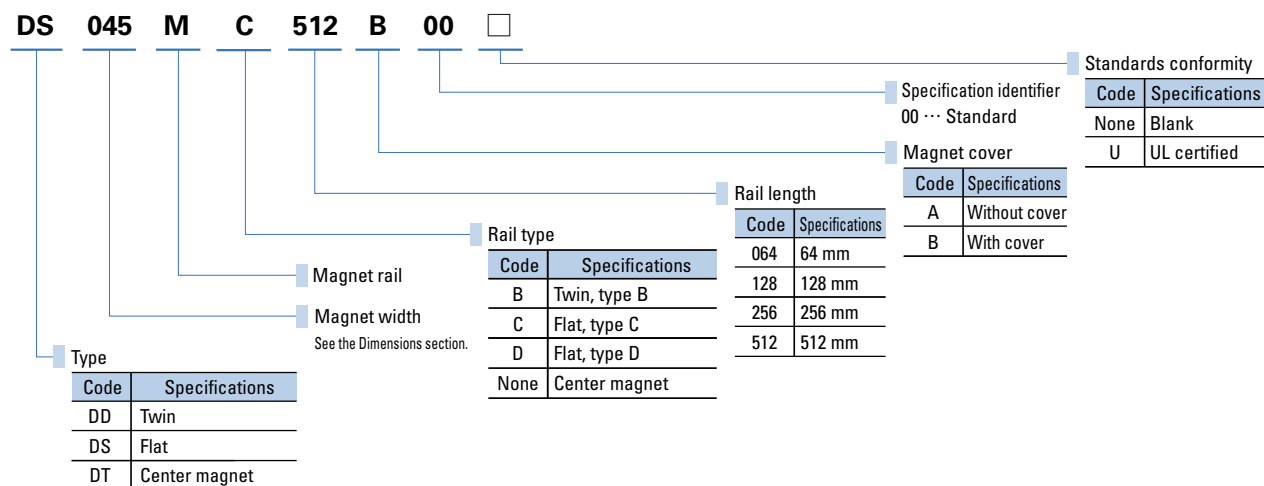 DS 045 M C 512 B 00 □
Standards conformity
Code Specifications
None Blank
U UL certified
Specification identifier
00 ··· Standard
Magnet cover
Code Specifications
A Without cover
B With cover
Rail length
Code Specifications
064 64 mm
128 128 mm
256 256 mm
512 512 mm
Rail type
Code Specifications
B Twin, type B
C Flat, type C
D Flat, type D
None Center magnet
Magnet rail
Magnet width
See the Dimensions section.
Type
Code Specifications
DD Twin
DS Flat
DT Center magnet